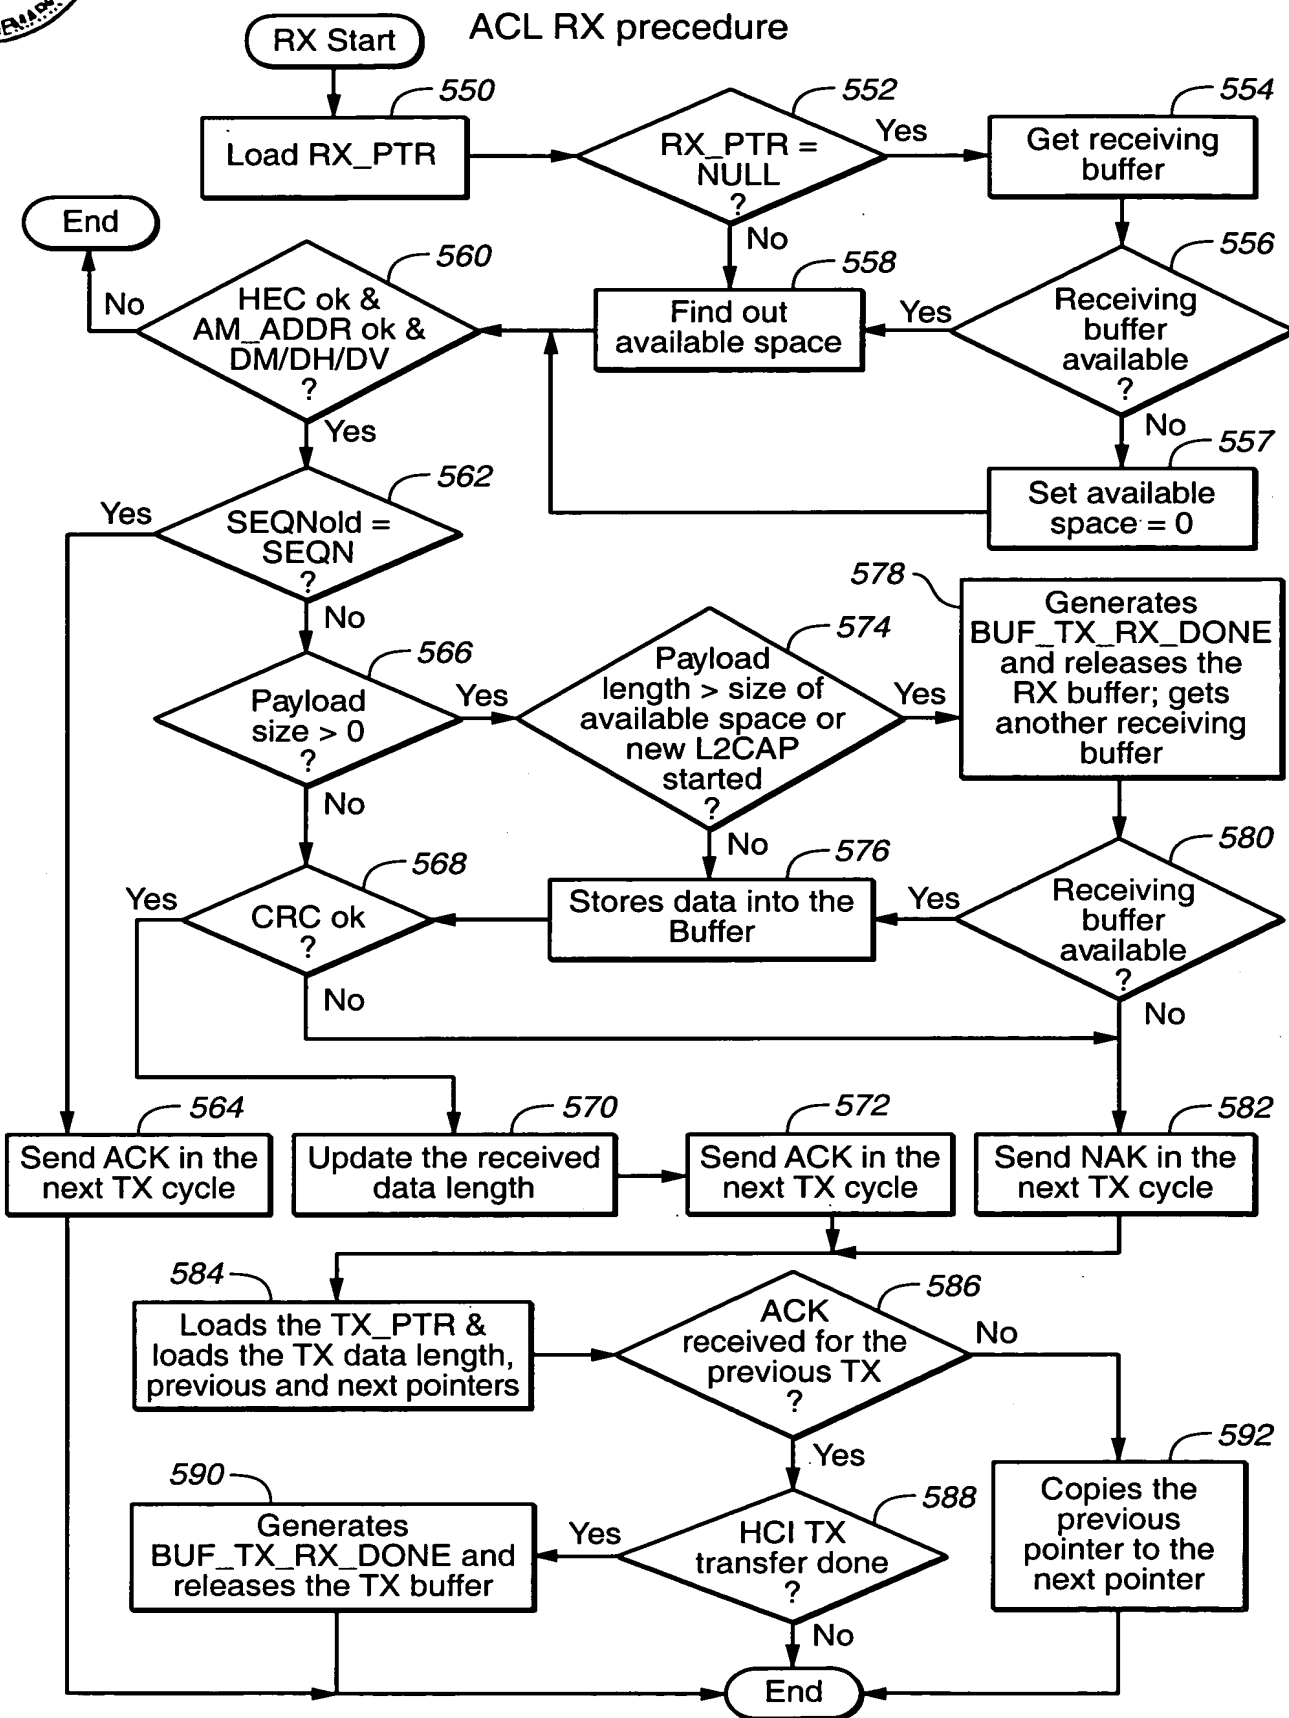 ACL RX precedure
RX Start
550
Load RX_PTR
552
RX_PTR =
NULL
?
Yes
No
554
Get receiving
buffer
556
Receiving
buffer
available
?
Yes
No
557
Set available
space = 0
558
Find out
available space
End
No
560
HEC ok &
AM_ADDR ok &
DM/DH/DV
?
Yes
562
SEQNold =
SEQN
?
Yes
No
566
Payload
size > 0
?
Yes
No
574
Payload
length > size of
available space or
new L2CAP
started
?
Yes
No
578
Generates
BUF_TX_RX_DONE
and releases the
RX buffer; gets
another receiving
buffer
580
Receiving
buffer
available
?
Yes
No
576
Stores data into the
Buffer
568
CRC ok
?
Yes
No
564
Send ACK in the
next TX cycle
570
Update the received
data length
572
Send ACK in the
next TX cycle
582
Send NAK in the
next TX cycle
584
Loads the TX_PTR &
loads the TX data length,
previous and next pointers
586
ACK
received for the
previous TX
?
No
Yes
592
Copies the
previous
pointer to the
next pointer
588
HCI TX
transfer done
?
Yes
No
590
Generates
BUF_TX_RX_DONE and
releases the TX buffer
End